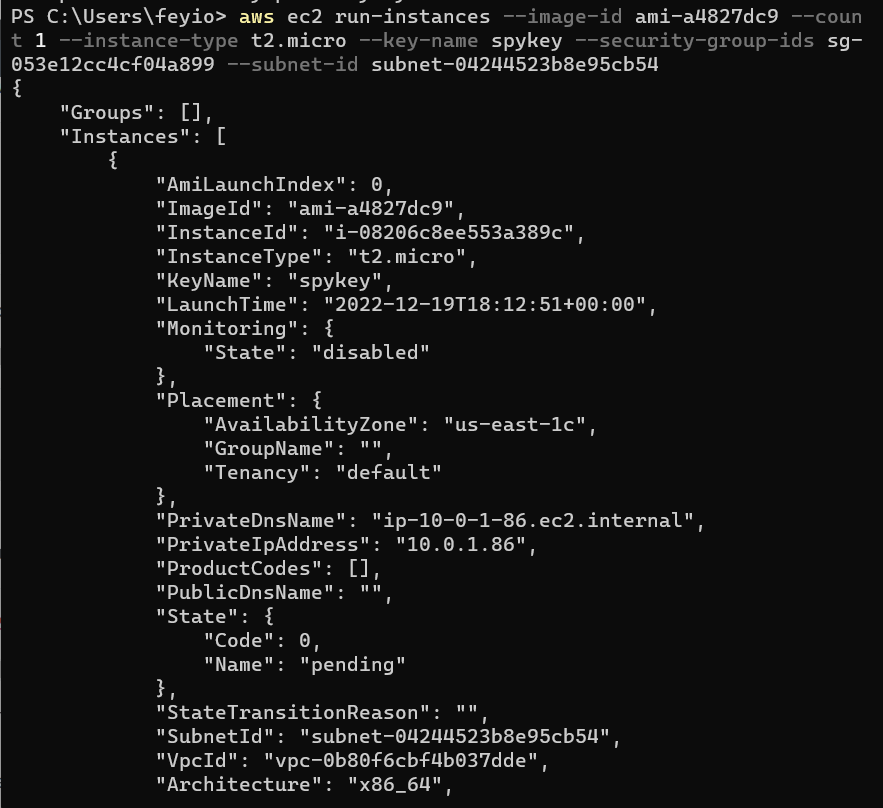 PS C:\Users\feyio> aws ec2 run-instances --image-id ami-a4827dc9 --coun
t 1 --instance-type t2.micro --key-name spykey --security-group-ids sg-
053e12cc4cf04a899 --subnet-id subnet-04244523b8e95cb54
{
    "Groups": [],
    "Instances": [
        {
            "AmiLaunchIndex": 0,
            "ImageId": "ami-a4827dc9",
            "InstanceId": "i-08206c8ee553a389c",
            "InstanceType": "t2.micro",
            "KeyName": "spykey",
            "LaunchTime": "2022-12-19T18:12:51+00:00",
            "Monitoring": {
                "State": "disabled"
            },
            "Placement": {
                "AvailabilityZone": "us-east-1c",
                "GroupName": "",
                "Tenancy": "default"
            },
            "PrivateDnsName": "ip-10-0-1-86.ec2.internal",
            "PrivateIpAddress": "10.0.1.86",
            "ProductCodes": [],
            "PublicDnsName": "",
            "State": {
                "Code": 0,
                "Name": "pending"
            },
            "StateTransitionReason": "",
            "SubnetId": "subnet-04244523b8e95cb54",
            "VpcId": "vpc-0b80f6cbf4b037dde",
            "Architecture": "x86_64",